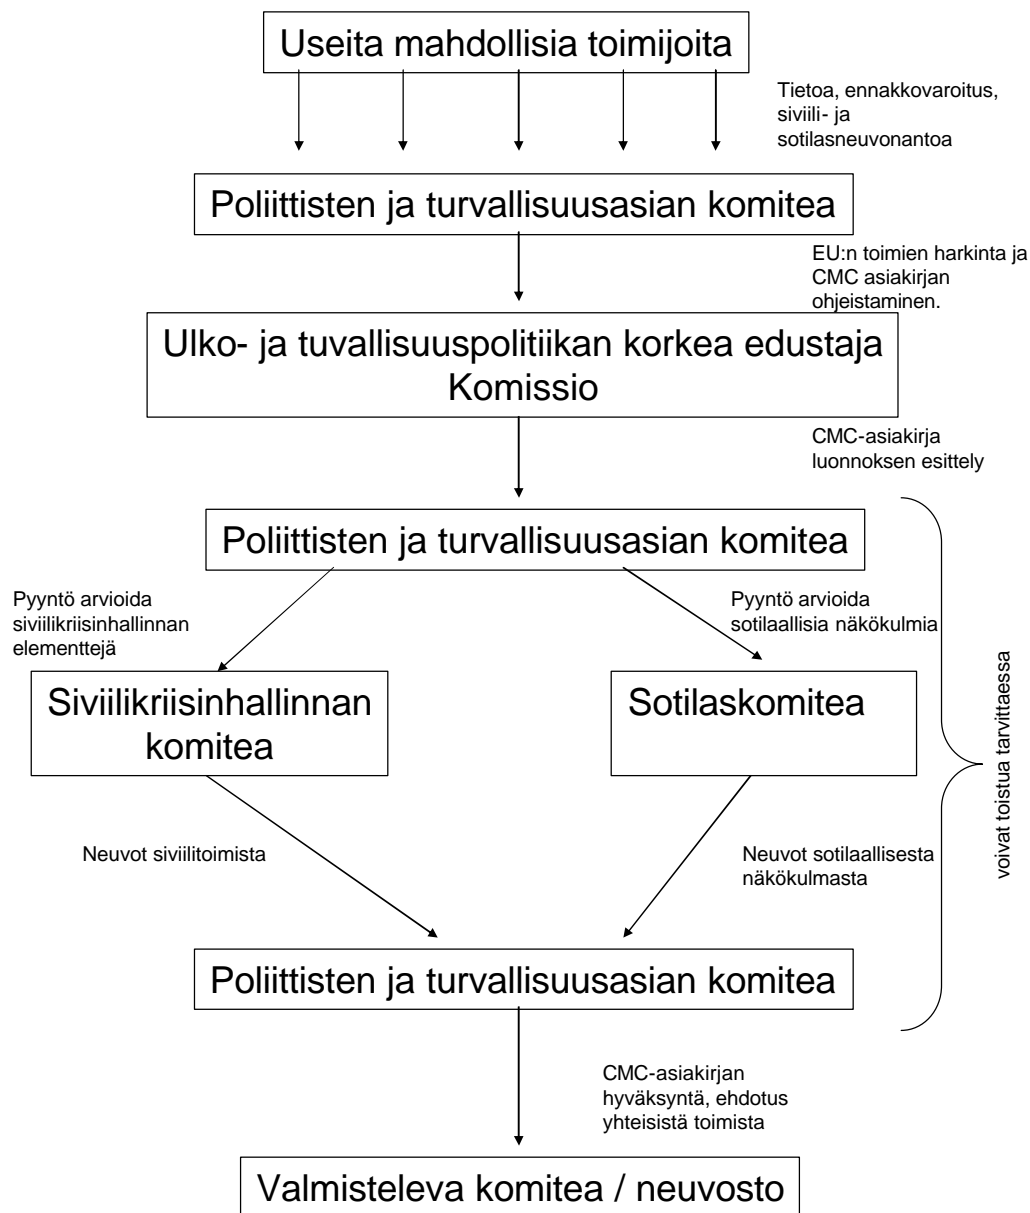 Useita mahdollisia toimijoita
Tietoa, ennakkovaroitus,
siviili- ja
sotilasneuvonantoa
Poliittisten ja turvallisuusasian komitea
EU:n toimien harkinta ja
CMC asiakirjan
ohjeistaminen.
Ulko- ja tuvallisuuspolitiikan korkea edustaja
Komissio
CMC-asiakirja
luonnoksen esittely
Poliittisten ja turvallisuusasian komitea
Pyyntö arvioida
siviilikriisinhallinnan
elementtejä
Pyyntö arvioida
sotilaallisia näkökulmia
Siviilikriisinhallinnan
komitea
Sotilaskomitea
voivat toistua tarvittaessa
Neuvot siviilitoimista
Neuvot sotilaallisesta
näkökulmasta
Poliittisten ja turvallisuusasian komitea
CMC-asiakirjan
hyväksyntä, ehdotus
yhteisistä toimista
Valmisteleva komitea / neuvosto